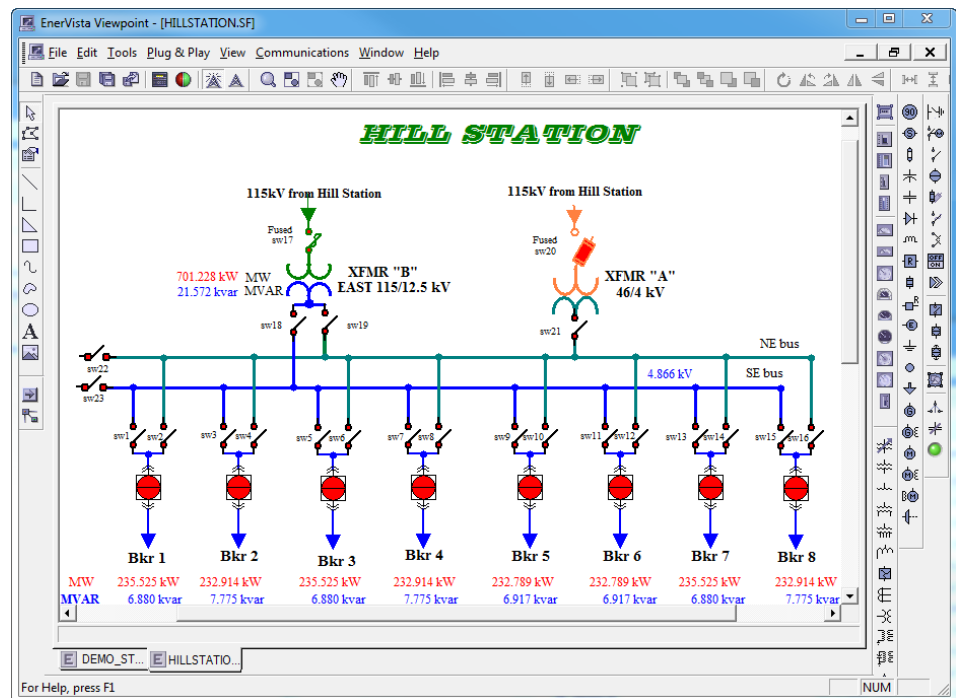 EnerVista Viewpoint - [HILLSTATION.SF]
File Edit Tools Plug & Play View Communications Window Help
HILL STATION
115kV from Hill Station
115kV from Hill Station
Fused
sw17
Fused
sw20
701.228 kW MW
21.572 kvar MVAR
XFMR "B"
EAST 115/12.5 kV
XFMR "A"
46/4 kV
sw18 sw19 sw21
NE bus
sw22
4.866 kV SE bus
sw23
sw1 sw2 sw3 sw4 sw5 sw6 sw7 sw8 sw9 sw10 sw11 sw12 sw13 sw14 sw15 sw16
Bkr 1 Bkr 2 Bkr 3 Bkr 4 Bkr 5 Bkr 6 Bkr 7 Bkr 8
MW 235.525 kW 232.914 kW 235.525 kW 232.914 kW 232.789 kW 232.789 kW 235.525 kW 232.914 kW
MVAR 6.880 kvar 7.775 kvar 6.880 kvar 7.775 kvar 6.917 kvar 6.917 kvar 6.880 kvar 7.775 kvar
DEMO_ST... HILLSTATIO...
For Help, press F1 NUM